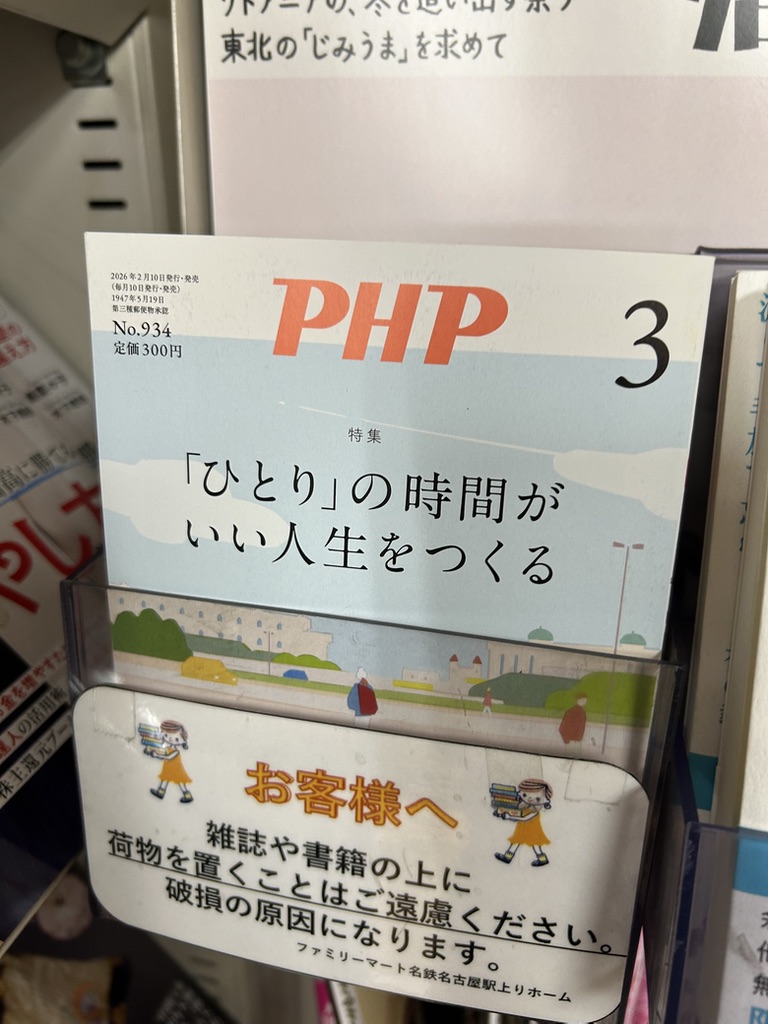 東北の「じみうま」を求めて
2026年2月10日発行・発売
(毎月10日発行・発売)
1947年5月19日
第三種郵便物承認
No.934
定価300円
PHP
3
特集
「ひとり」の時間が
いい人生をつくる
お客様へ
雑誌や書籍の上に
荷物を置くことはご遠慮ください。
破損の原因になります。
ファミリーマート名鉄名古屋駅上りホーム